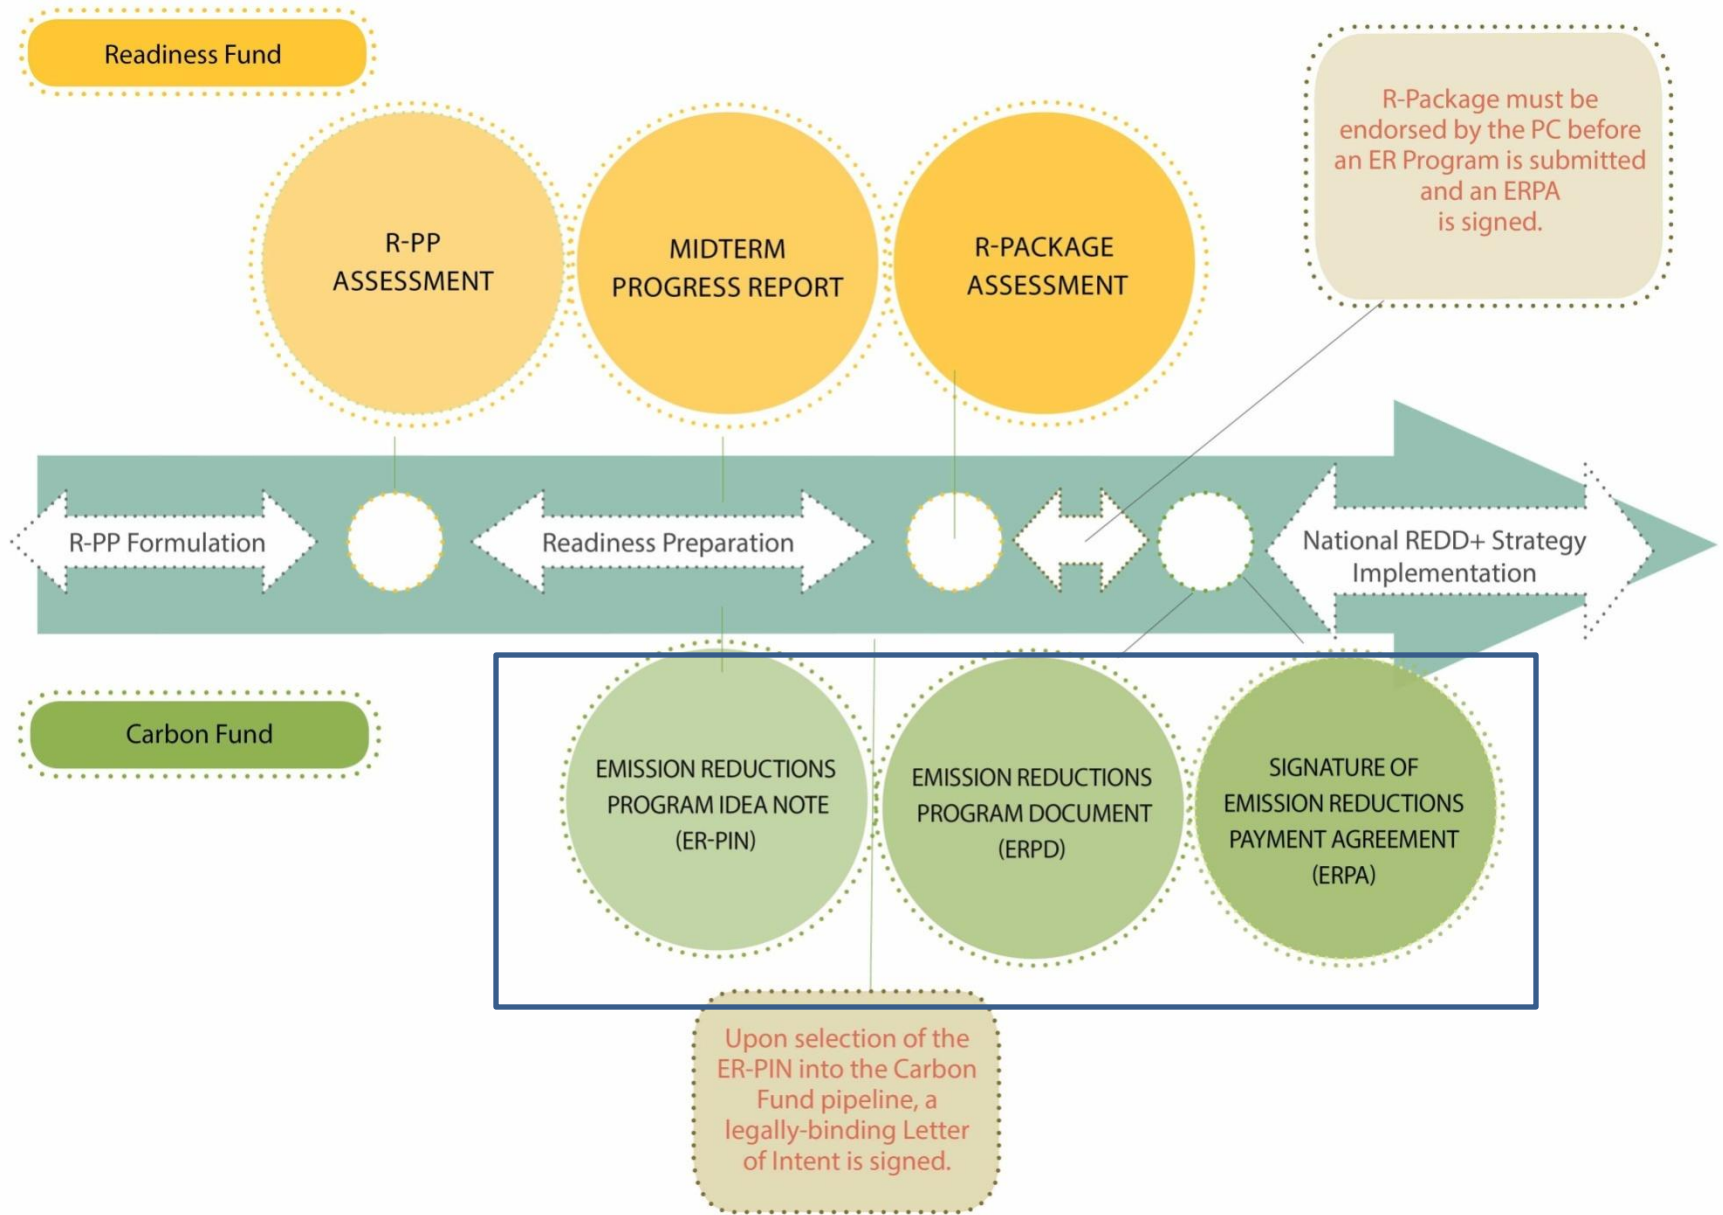 Readiness Fund
R-Package must be
endorsed by the PC before
an ER Program is submitted
and an ERPA
is signed.
R-PP
ASSESSMENT
MIDTERM
PROGRESS REPORT
R-PACKAGE
ASSESSMENT
R-PP Formulation
Readiness Preparation
National REDD+ Strategy
Implementation
Carbon Fund
EMISSION REDUCTIONS
PROGRAM IDEA NOTE
(ER-PIN)
EMISSION REDUCTIONS
PROGRAM DOCUMENT
(ERPD)
SIGNATURE OF
EMISSION REDUCTIONS
PAYMENT AGREEMENT
(ERPA)
Upon selection of the
ER-PIN into the Carbon
Fund pipeline, a
legally-binding Letter
of Intent is signed.